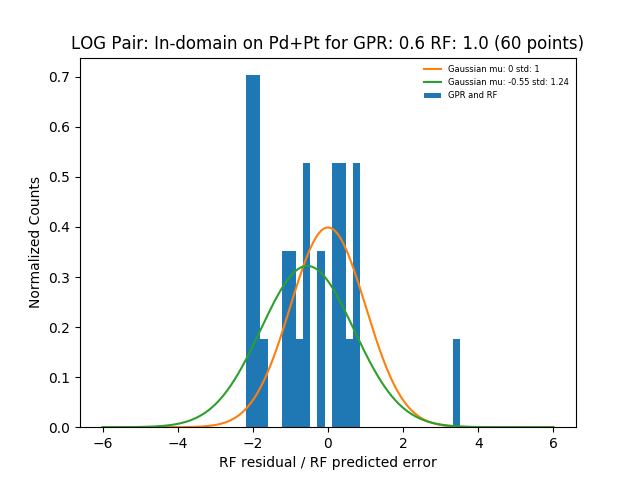 LOG Pair: In-domain on Pd+Pt for GPR: 0.6 RF: 1.0 (60 points)
Gaussian mu: 0 std: 1
Gaussian mu: -0.55 std: 1.24
GPR and RF
Normalized Counts
0.7
0.6
0.5
0.4
0.3
0.2
0.1
0.0
−6 −4 −2 0 2 4 6
RF residual / RF predicted error